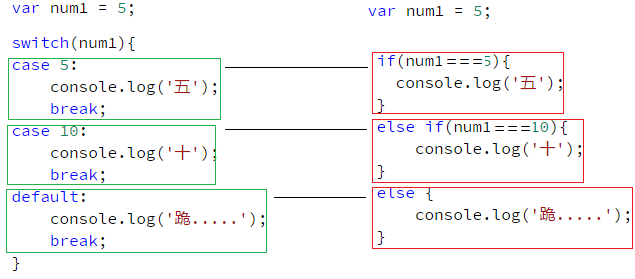 var num1 = 5;
switch(num1){
case 5:
console.log('五');
break;
case 10:
console.log('十');
break;
default:
console.log('跪.....');
break;
}
var num1 = 5;
if(num1===5){
console.log('五');
}
else if(num1===10){
console.log('十');
}
else {
console.log('跪.....');
}